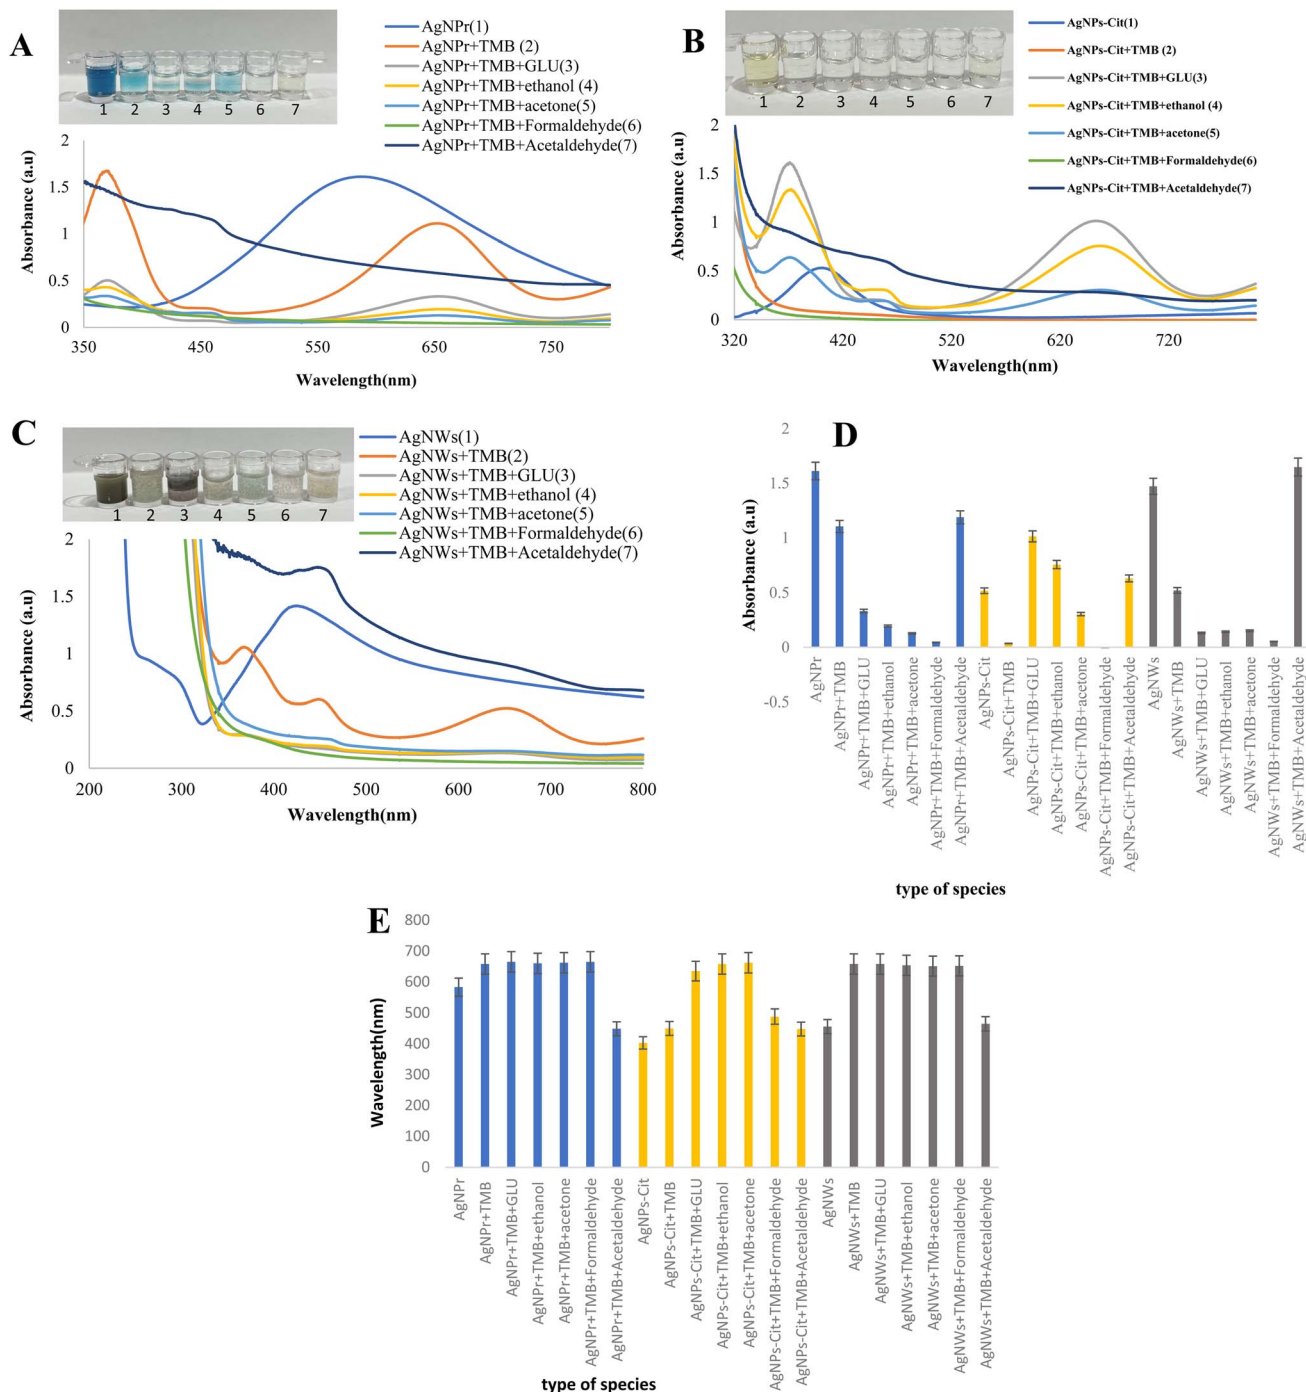 A
AgNPr(1)
AgNPr+TMB (2)
AgNPr+TMB+GLU(3)
AgNPr+TMB+ethanol (4)
AgNPr+TMB+acetone(5)
AgNPr+TMB+Formaldehyde(6)
AgNPr+TMB+Acetaldehyde(7)
1 2 3 4 5 6 7
Absorbance (a.u)
2
1.5
1
0.5
0
350 450 550 650 750
Wavelength(nm)
B
AgNPs-Cit(1)
AgNPs-Cit+TMB (2)
AgNPs-Cit+TMB+GLU(3)
AgNPs-Cit+TMB+ethanol (4)
AgNPs-Cit+TMB+acetone(5)
AgNPs-Cit+TMB+Formaldehyde(6)
AgNPs-Cit+TMB+Acetaldehyde(7)
1 2 3 4 5 6 7
Absorbance (a.u)
2
1.5
1
0.5
0
320 420 520 620 720
Wavelength(nm)
C
AgNWs(1)
AgNWs+TMB(2)
AgNWs+TMB+GLU(3)
AgNWs+TMB+ethanol (4)
AgNWs+TMB+acetone(5)
AgNWs+TMB+Formaldehyde(6)
AgNWs+TMB+Acetaldehyde(7)
1 2 3 4 5 6 7
Absorbance (a.u)
2
1.5
1
0.5
0
200 300 400 500 600 700 800
Wavelength(nm)
D
Absorbance (a.u)
2
1.5
1
0.5
0
-0.5
AgNPr
AgNPr+TMB
AgNPr+TMB+GLU
AgNPr+TMB+ethanol
AgNPr+TMB+acetone
AgNPr+TMB+Formaldehyde
AgNPr+TMB+Acetaldehyde
AgNPs-Cit
AgNPs-Cit+TMB
AgNPs-Cit+TMB+GLU
AgNPs-Cit+TMB+ethanol
AgNPs-Cit+TMB+acetone
AgNPs-Cit+TMB+Formaldehyde
AgNPs-Cit+TMB+Acetaldehyde
AgNWs
AgNWs+TMB
AgNWs+TMB+GLU
AgNWs+TMB+ethanol
AgNWs+TMB+acetone
AgNWs+TMB+Formaldehyde
AgNWs+TMB+Acetaldehyde
type of species
E
Wavelength(nm)
800
700
600
500
400
300
200
100
0
AgNPr
AgNPr+TMB
AgNPr+TMB+GLU
AgNPr+TMB+ethanol
AgNPr+TMB+acetone
AgNPr+TMB+Formaldehyde
AgNPr+TMB+Acetaldehyde
AgNPs-Cit
AgNPs-Cit+TMB
AgNPs-Cit+TMB+GLU
AgNPs-Cit+TMB+ethanol
AgNPs-Cit+TMB+acetone
AgNPs-Cit+TMB+Formaldehyde
AgNPs-Cit+TMB+Acetaldehyde
AgNWs
AgNWs+TMB
AgNWs+TMB+GLU
AgNWs+TMB+ethanol
AgNWs+TMB+acetone
AgNWs+TMB+Formaldehyde
AgNWs+TMB+Acetaldehyde
type of species